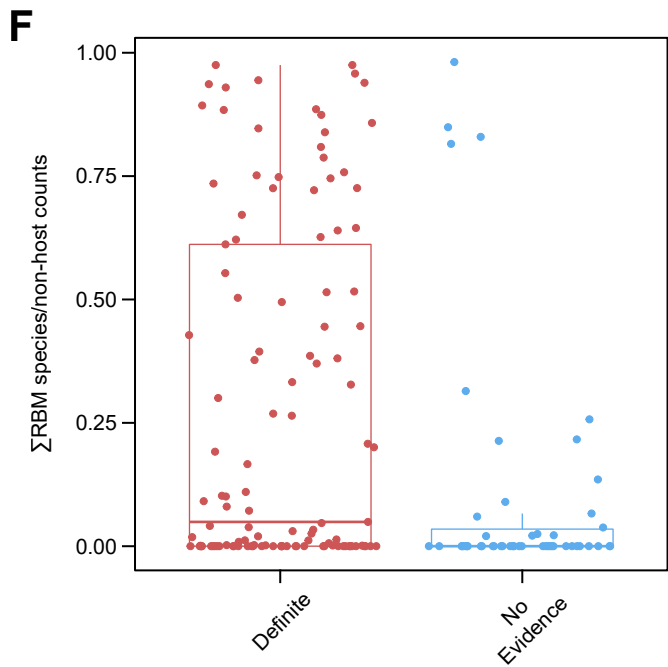 F
1.00
0.75
0.50
0.25
0.00
∑RBM species/non-host counts
Definite
No
Evidence